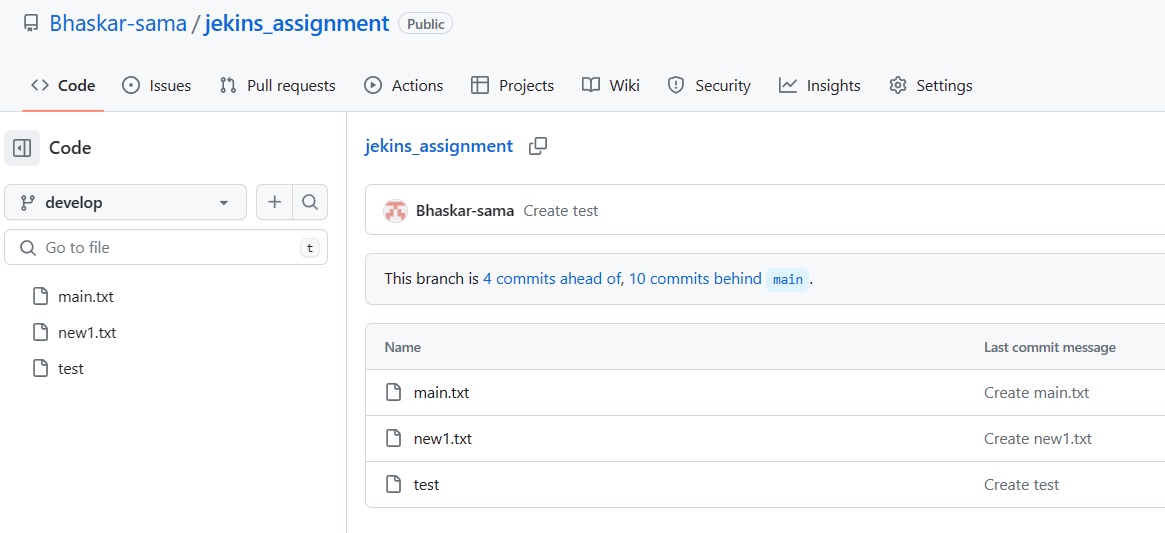 Bhaskar-sama / jekins_assignment Public
Code Issues Pull requests Actions Projects Wiki Security Insights Settings
Code
develop
Go to file t
main.txt
new1.txt
test
jekins_assignment
Bhaskar-sama Create test
This branch is 4 commits ahead of, 10 commits behind main .
Name Last commit message
main.txt Create main.txt
new1.txt Create new1.txt
test Create test